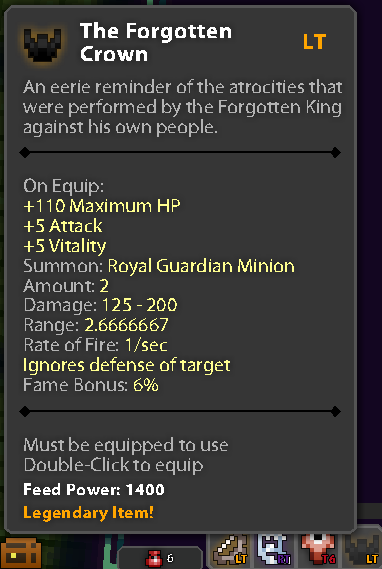 The Forgotten
Crown
LT
An eerie reminder of the atrocities that
were performed by the Forgotten King
against his own people.
On Equip:
+110 Maximum HP
+5 Attack
+5 Vitality
Summon: Royal Guardian Minion
Amount: 2
Damage: 125 - 200
Range: 2.6666667
Rate of Fire: 1/sec
Ignores defense of target
Fame Bonus: 6%
Must be equipped to use
Double-Click to equip
Feed Power: 1400
Legendary Item!
6
LT
LT